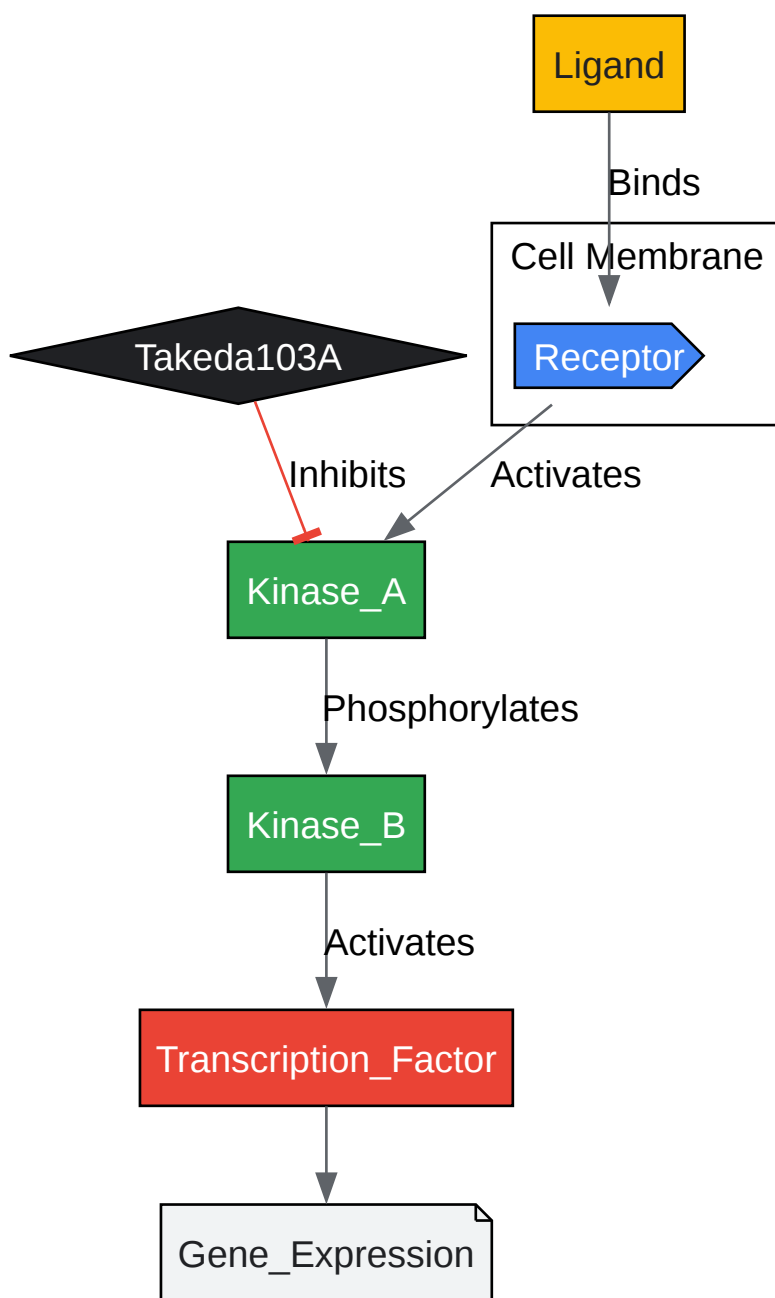 Ligand
Binds
Cell Membrane
Takeda103A
Receptor
Inhibits
Activates
Kinase_A
Phosphorylates
Kinase_B
Activates
Transcription_Factor
Gene_Expression